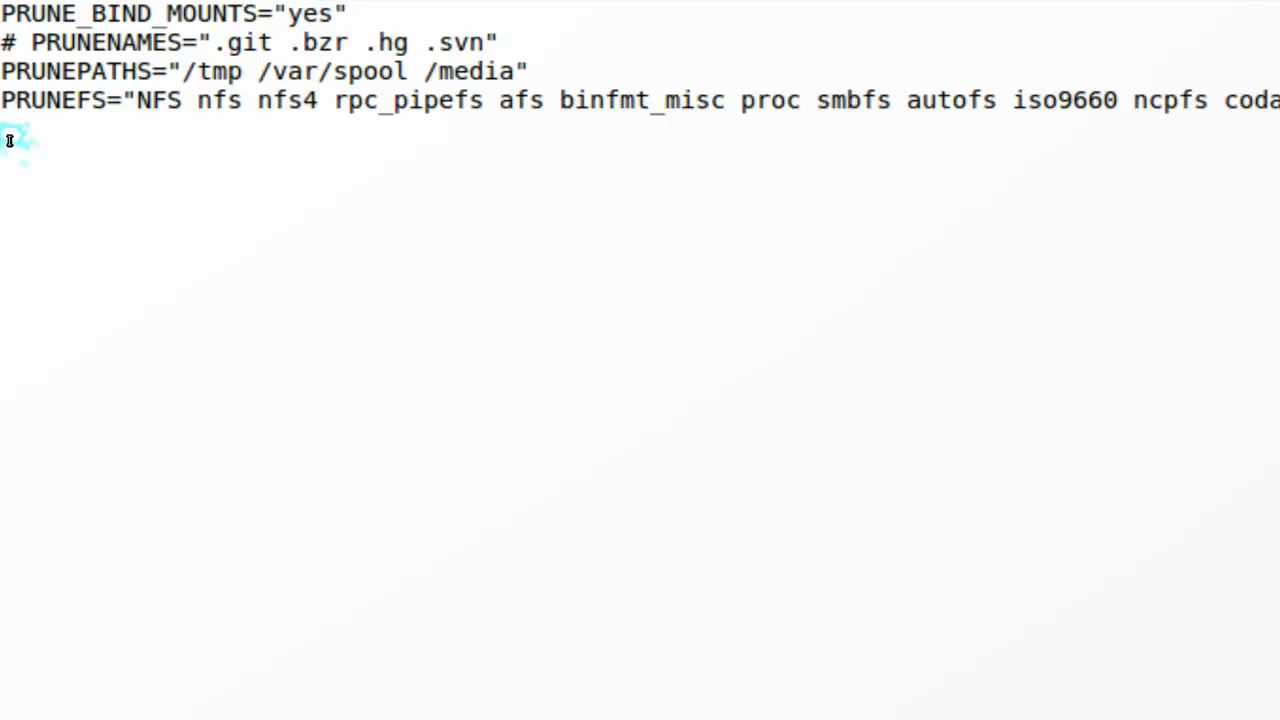 PRUNE_BIND_MOUNTS="yes"
# PRUNENAMES=".git .bzr .hg .svn"
PRUNEPATHS="/tmp /var/spool /media"
PRUNEFS="NFS nfs nfs4 rpc_pipefs afs binfmt_misc proc smbfs autofs iso9660 ncpfs coda